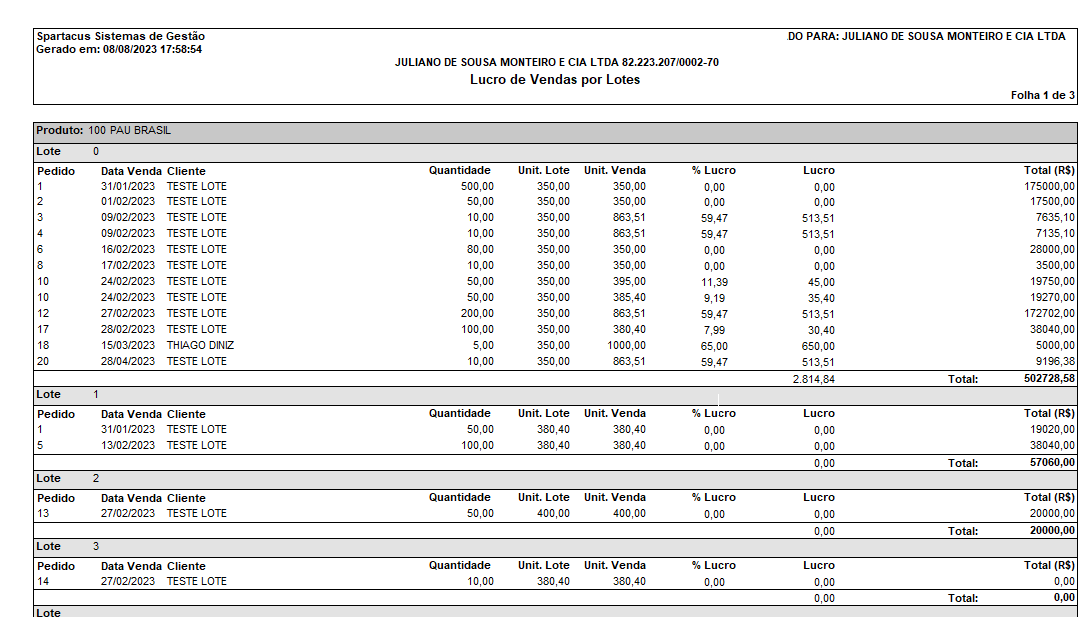 Spartacus Sistemas de Gestão DO PARA: JULIANO DE SOUSA MONTEIRO E CIA LTDA
Gerado em: 08/08/2023 17:58:54
JULIANO DE SOUSA MONTEIRO E CIA LTDA 82.223.207/0002-70
Lucro de Vendas por Lotes
Folha 1 de 3
Produto: 100 PAU BRASIL
Lote 0
Pedido Data Venda Cliente Quantidade Unit. Lote Unit. Venda % Lucro Lucro Total (R$)
1 31/01/2023 TESTE LOTE 500,00 350,00 350,00 0,00 0,00 175000,00
2 01/02/2023 TESTE LOTE 50,00 350,00 350,00 0,00 0,00 17500,00
3 09/02/2023 TESTE LOTE 10,00 350,00 863,51 59,47 513,51 7635,10
4 09/02/2023 TESTE LOTE 10,00 350,00 863,51 59,47 513,51 7135,10
6 16/02/2023 TESTE LOTE 80,00 350,00 350,00 0,00 0,00 28000,00
8 17/02/2023 TESTE LOTE 10,00 350,00 350,00 0,00 0,00 3500,00
10 24/02/2023 TESTE LOTE 50,00 350,00 395,00 11,39 45,00 19750,00
10 24/02/2023 TESTE LOTE 50,00 350,00 385,40 9,19 35,40 19270,00
12 27/02/2023 TESTE LOTE 200,00 350,00 863,51 59,47 513,51 172702,00
17 28/02/2023 TESTE LOTE 100,00 350,00 380,40 7,99 30,40 38040,00
18 15/03/2023 THIAGO DINIZ 5,00 350,00 1000,00 65,00 650,00 5000,00
20 28/04/2023 TESTE LOTE 10,00 350,00 863,51 59,47 513,51 9196,38
2.814,84 Total: 502728,58
Lote 1
Pedido Data Venda Cliente Quantidade Unit. Lote Unit. Venda % Lucro Lucro Total (R$)
1 31/01/2023 TESTE LOTE 50,00 380,40 380,40 0,00 0,00 19020,00
5 13/02/2023 TESTE LOTE 100,00 380,40 380,40 0,00 0,00 38040,00
0,00 Total: 57060,00
Lote 2
Pedido Data Venda Cliente Quantidade Unit. Lote Unit. Venda % Lucro Lucro Total (R$)
13 27/02/2023 TESTE LOTE 50,00 400,00 400,00 0,00 0,00 20000,00
0,00 Total: 20000,00
Lote 3
Pedido Data Venda Cliente Quantidade Unit. Lote Unit. Venda % Lucro Lucro Total (R$)
14 27/02/2023 TESTE LOTE 10,00 380,40 380,40 0,00 0,00 0,00
0,00 Total: 0,00
Lote